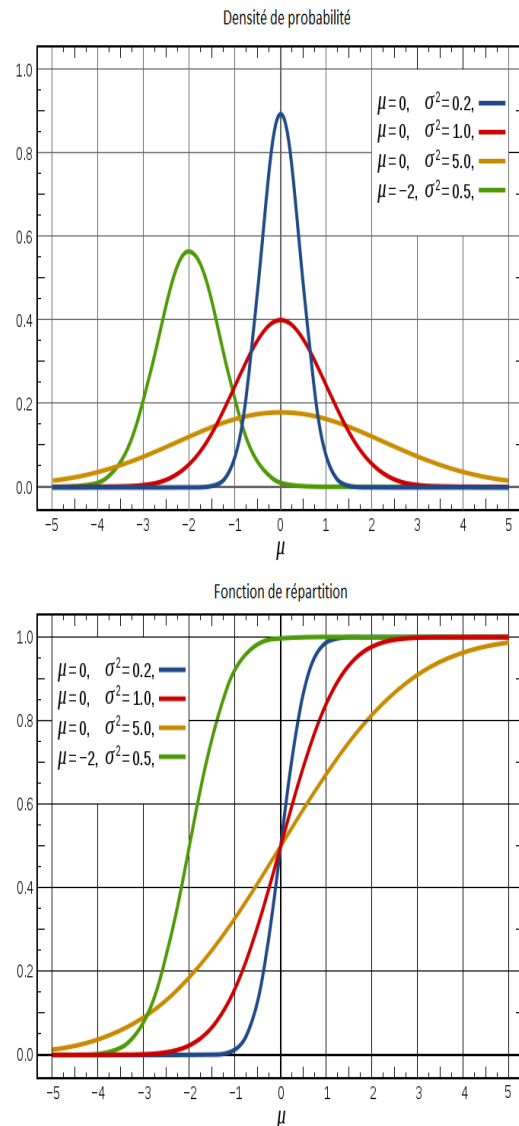 Densité de probabilité
1.0
0.8
0.6
0.4
0.2
0.0
μ=0, σ²=0.2,
μ=0, σ²=1.0,
μ=0, σ²=5.0,
μ=−2, σ²=0.5,
−5 −4 −3 −2 −1 0 1 2 3 4 5
μ
Fonction de répartition
1.0
0.8
0.6
0.4
0.2
0.0
μ=0, σ²=0.2,
μ=0, σ²=1.0,
μ=0, σ²=5.0,
μ=−2, σ²=0.5,
−5 −4 −3 −2 −1 0 1 2 3 4 5
μ